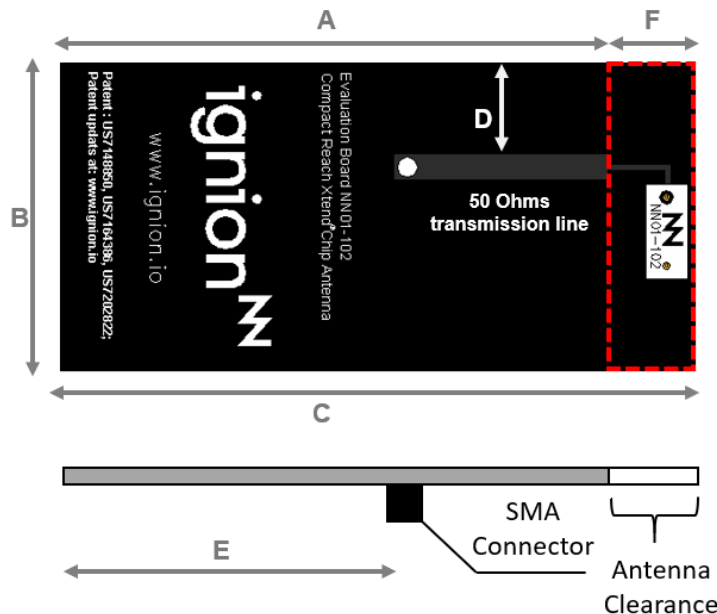 A
F
B
Patent : US7148850, US7164386, US7202822;
Patent updats at: www.ignion.io
www.ignion.io
ignion
Evaluation Board NN01-102
Compact Reach Xtend Chip Antenna
D
50 Ohms
transmission line
NN01-102
C
E
SMA
Connector
Antenna
Clearance